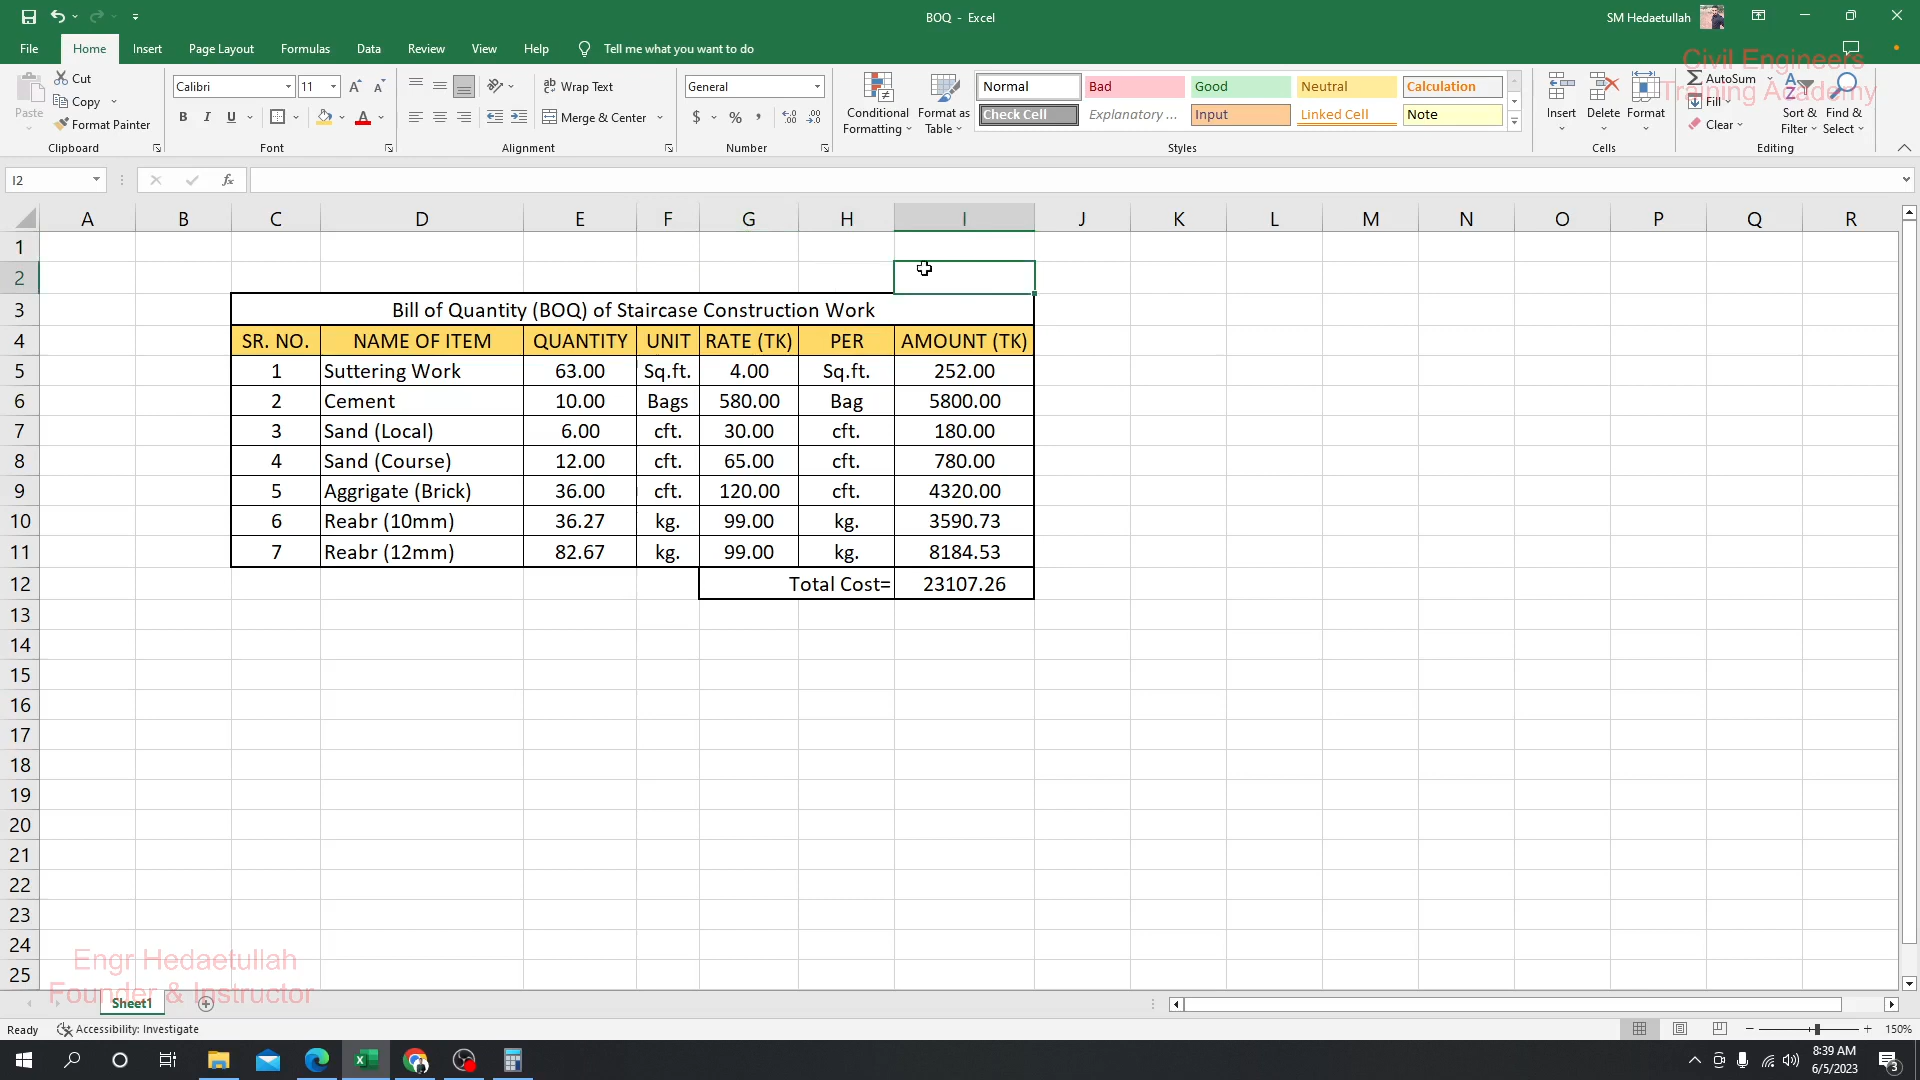 BOQ - Excel
SM Hedaetullah
File Home Insert Page Layout Formulas Data Review View Help Tell me what you want to do
Civil Engineers
Training Academy
Paste
Cut
Copy
Format Painter
Clipboard
Calibri 11
B I U
Font
Wrap Text
Merge & Center
Alignment
General
$ % ,
Number
Conditional
Formatting
Format as
Table
Normal Bad Good Neutral Calculation
Check Cell Explanatory ... Input Linked Cell Note
Styles
Insert Delete Format
Cells
AutoSum
Fill
Clear
Sort &
Filter
Find &
Select
Editing
I2
fx
A B C D E F G H I J K L M N O P Q R
1
2
3 Bill of Quantity (BOQ) of Staircase Construction Work
4 SR. NO. NAME OF ITEM QUANTITY UNIT RATE (TK) PER AMOUNT (TK)
5 1 Suttering Work 63.00 Sq.ft. 4.00 Sq.ft. 252.00
6 2 Cement 10.00 Bags 580.00 Bag 5800.00
7 3 Sand (Local) 6.00 cft. 30.00 cft. 180.00
8 4 Sand (Course) 12.00 cft. 65.00 cft. 780.00
9 5 Aggrigate (Brick) 36.00 cft. 120.00 cft. 4320.00
10 6 Reabr (10mm) 36.27 kg. 99.00 kg. 3590.73
11 7 Reabr (12mm) 82.67 kg. 99.00 kg. 8184.53
12 Total Cost= 23107.26
13
14
15
16
17
18
19
20
21
22
23
24
25
Engr Hedaetullah
Founder & Instructor
Sheet1
Ready Accessibility: Investigate
150%
8:39 AM
6/5/2023
3